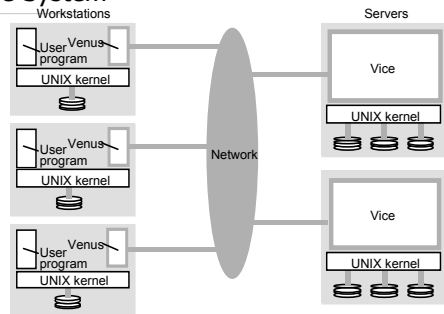 System
Workstations
Servers
User
program
Venus
UNIX kernel
User
program
Venus
UNIX kernel
User
program
Venus
UNIX kernel
Network
Vice
UNIX kernel
Vice
UNIX kernel